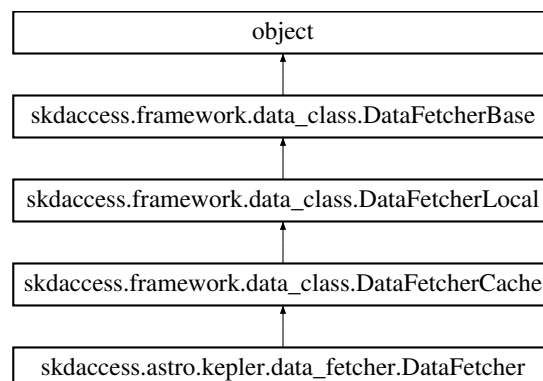 object
skdaccess.framework.data_class.DataFetcherBase
skdaccess.framework.data_class.DataFetcherLocal
skdaccess.framework.data_class.DataFetcherCache
skdaccess.astro.kepler.data_fetcher.DataFetcher